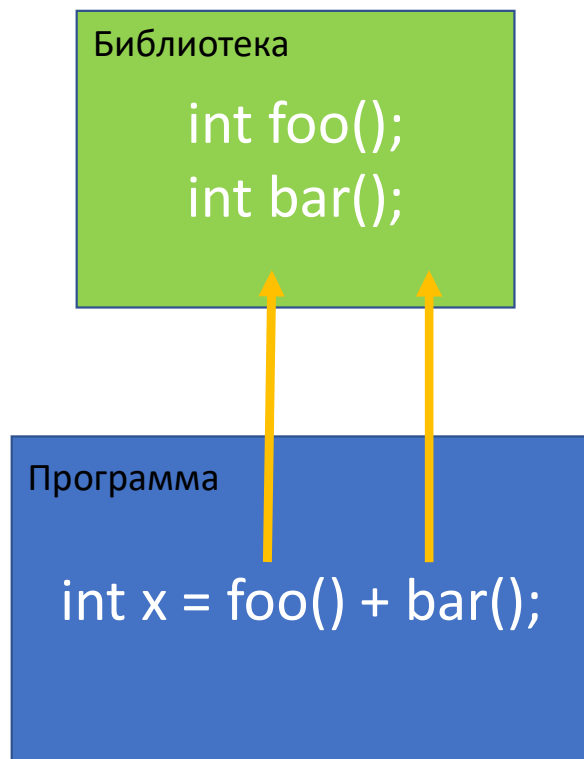 Библиотека
int foo();
int bar();
Программа
int x = foo() + bar();